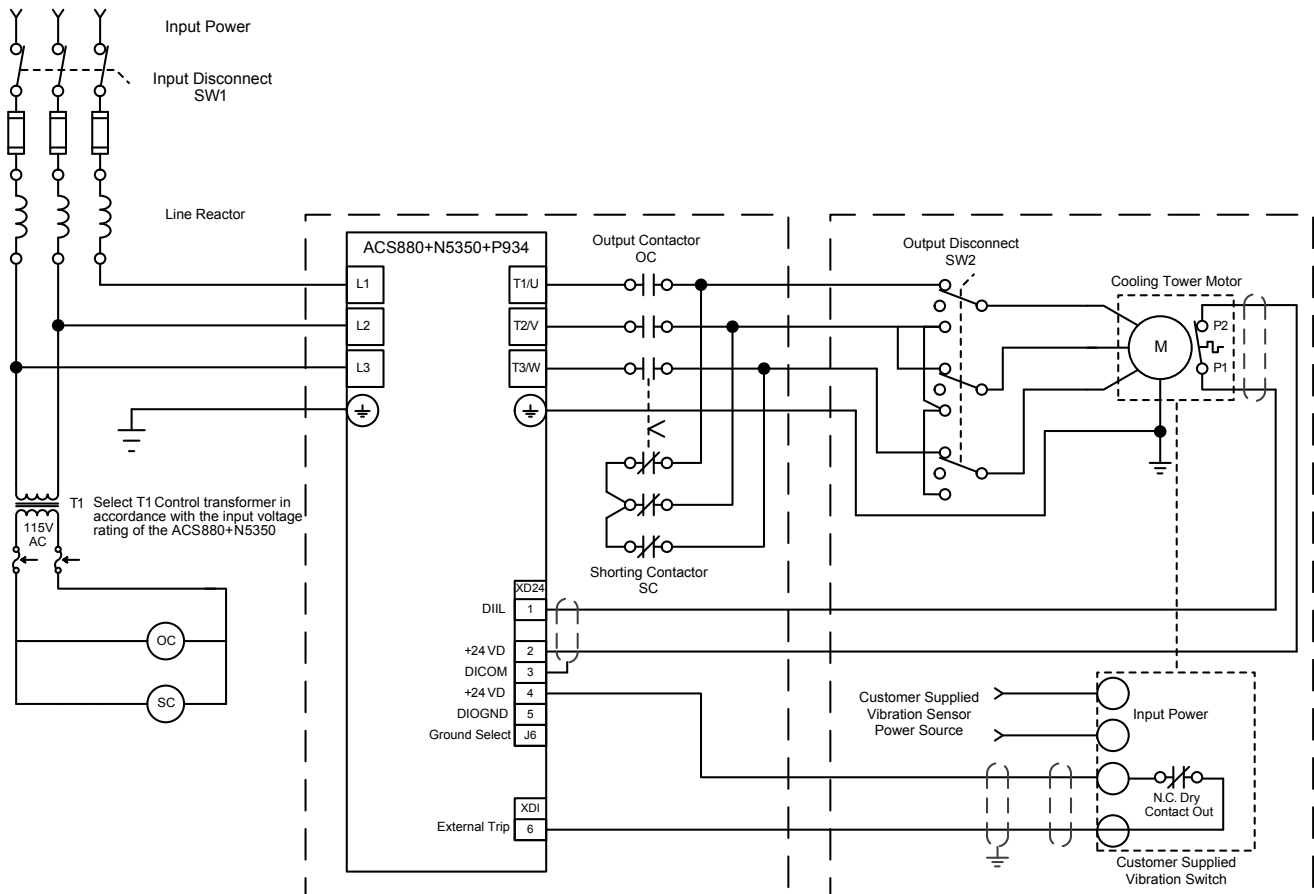 Input Power
Input Disconnect
SW1
Line Reactor
ACS880+N5350+P934
L1
L2
L3
T1/U
T2/V
T3/W
Output Contactor
OC
Output Disconnect
SW2
Cooling Tower Motor
M
P2
P1
T1
Select T1 Control transformer in
accordance with the input voltage
rating of the ACS880+N5350
115V
AC
OC
SC
Shorting Contactor
SC
XD24
DIIL 1
+24 VD 2
DICOM 3
+24 VD 4
DIOGND 5
Ground Select J6
XDI
External Trip 6
Customer Supplied
Vibration Sensor
Power Source
Input Power
N.C. Dry
Contact Out
Customer Supplied
Vibration Switch